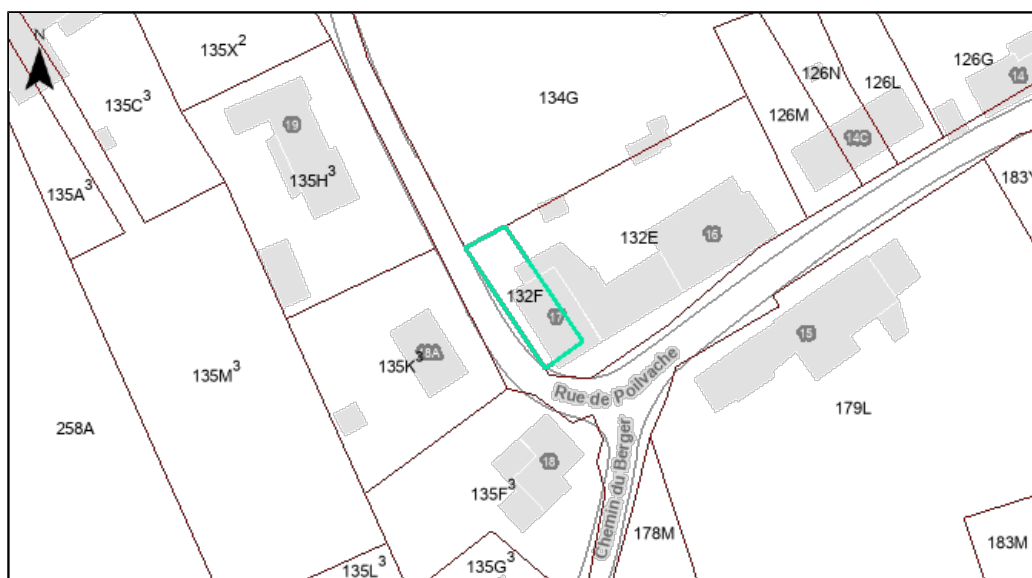 N
135X²
126G
14
135C³
134G
126N
126L
126M
19
14C
135H³
183Y
135A³
132E
16
132F
17
15
18A
135K³
135M³
Rue de Poilvache
179L
258A
18
Chemin du Berger
135F³
178M
183M
135G³
135L³